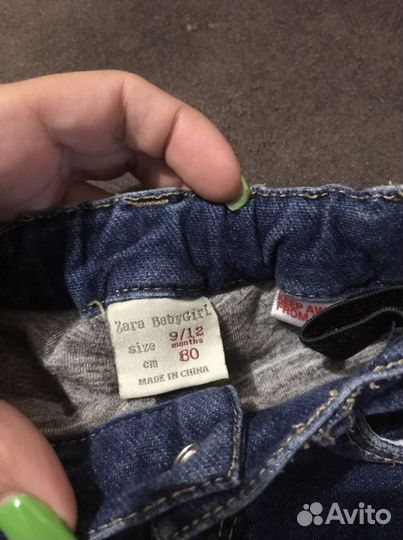 Zara BabyGirl
size 9/12 months
cm 80
MADE IN CHINA
KEEP AW
FROM
Avito